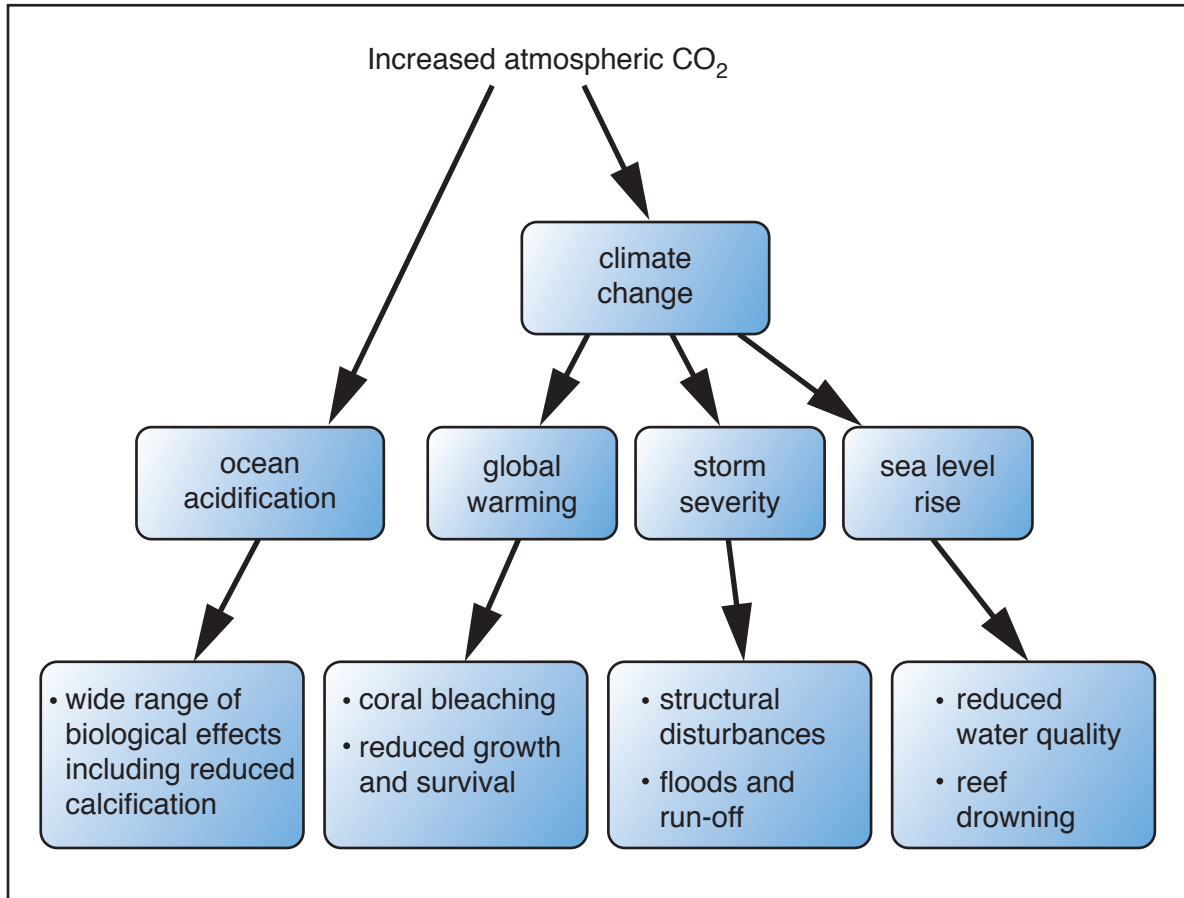 Increased atmospheric CO₂
climate
change
ocean
acidification
global
warming
storm
severity
sea level
rise
• wide range of
biological effects
including reduced
calcification
• coral bleaching
• reduced growth
and survival
• structural
disturbances
• floods and
run-off
• reduced
water quality
• reef
drowning